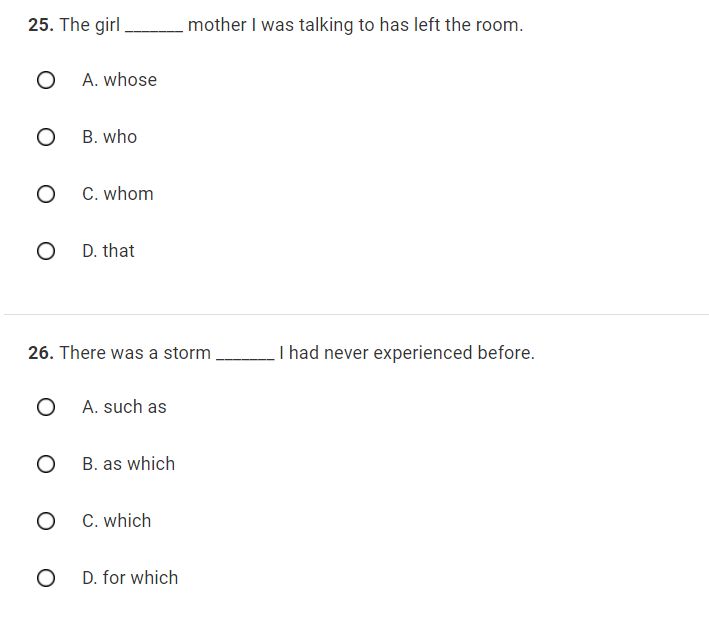 25. The girl _______ mother I was talking to has left the room.
A. whose
B. who
C. whom
D. that
26. There was a storm _______ I had never experienced before.
A. such as
B. as which
C. which
D. for which